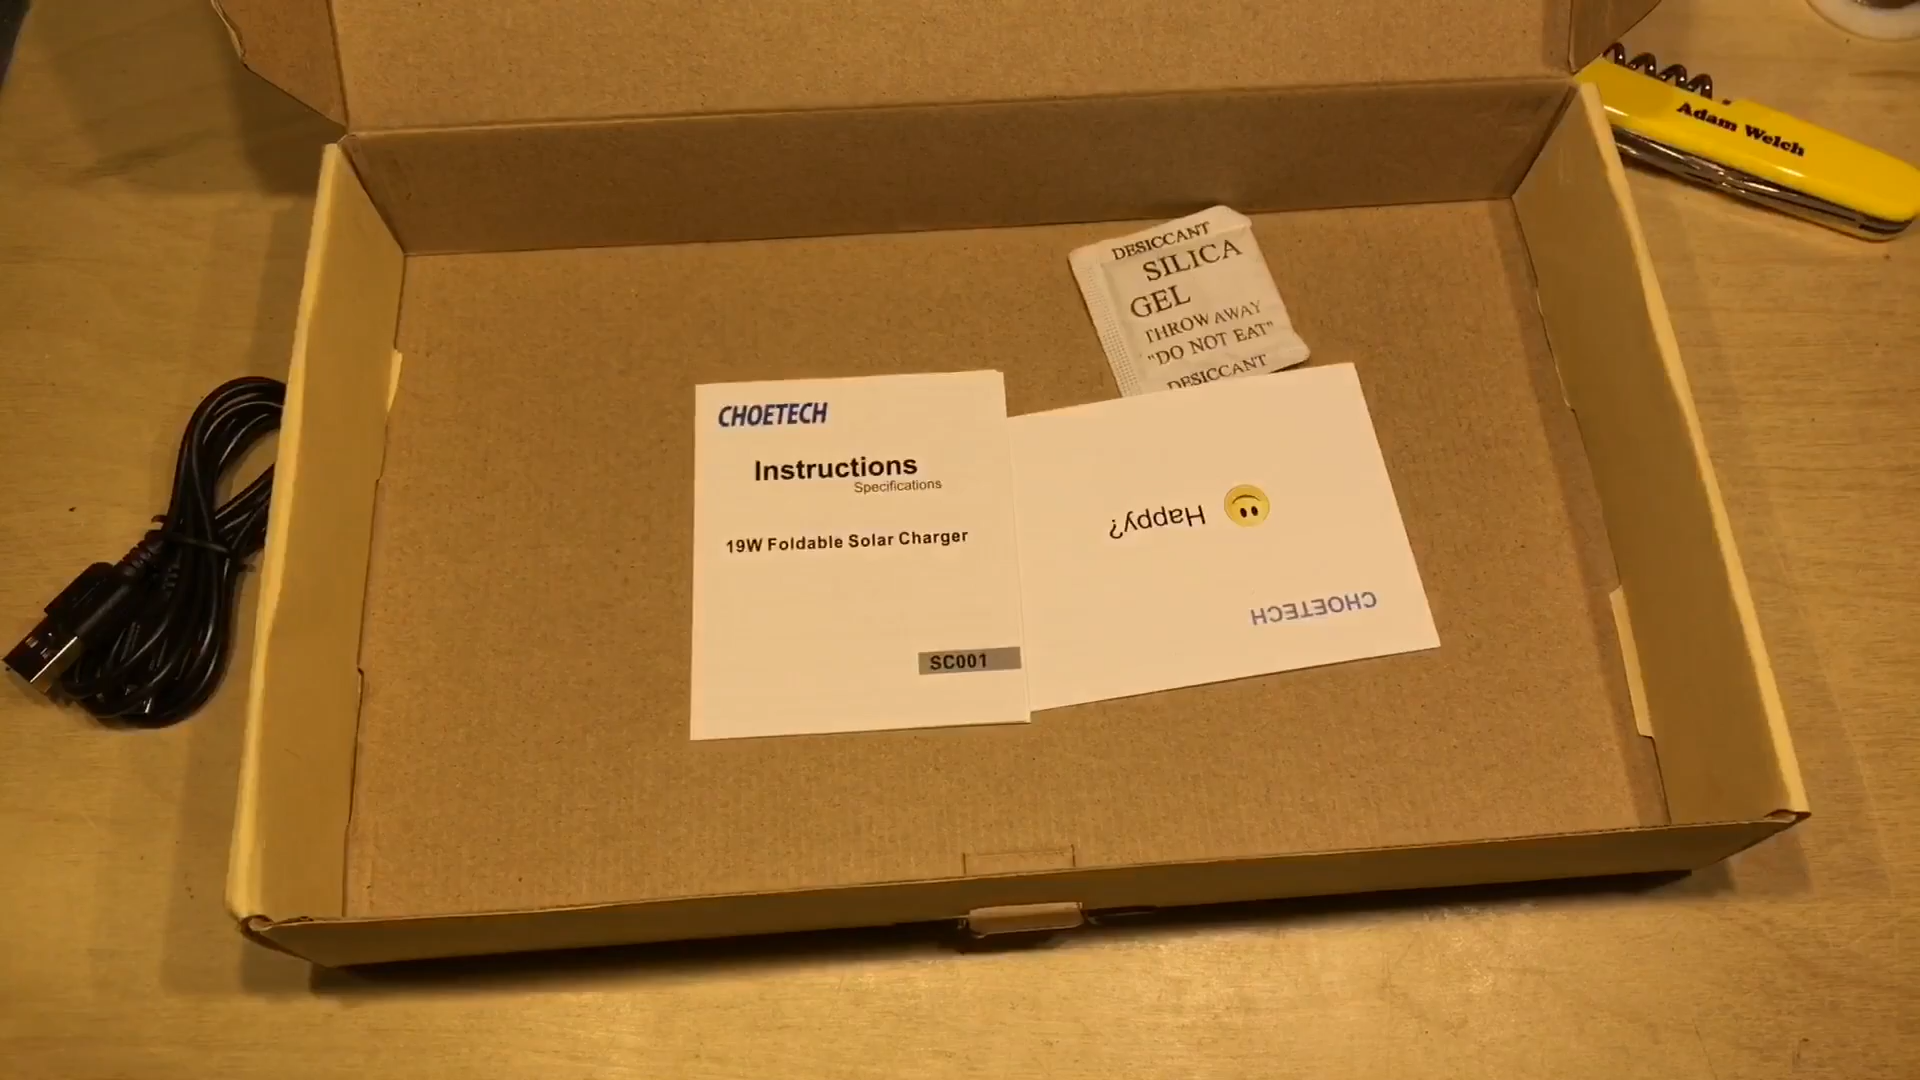 Adam Welch
DESICCANT
SILICA
GEL
THROW AWAY
"DO NOT EAT"
DESICCANT
CHOETECH
Instructions
Specifications
19W Foldable Solar Charger
SC001
Happy?
CHOETECH